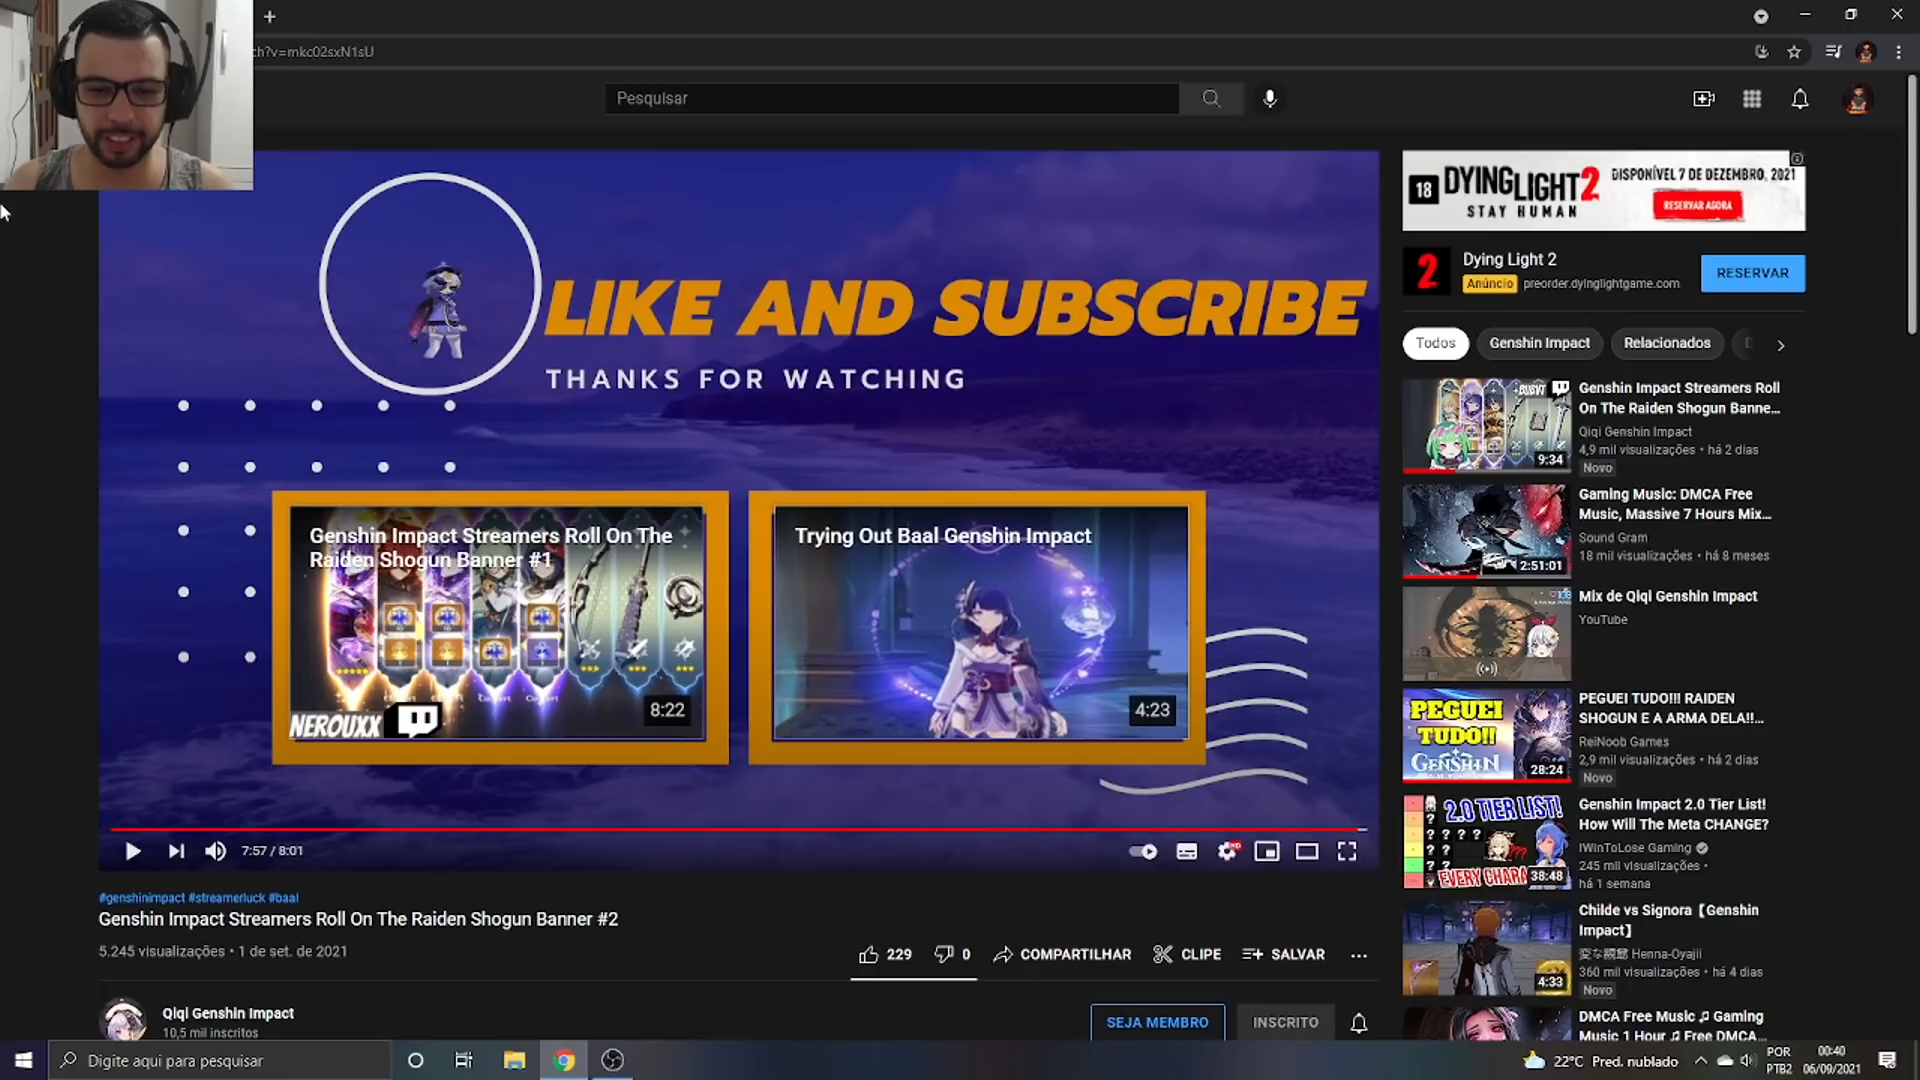 ch?v=mkc02sxN1sU
Pesquisar
LIKE AND SUBSCRIBE
THANKS FOR WATCHING
Genshin Impact Streamers Roll On The
Raiden Shogun Banner #1
NEROUXX
8:22
Trying Out Baal Genshin Impact
4:23
7:57 / 8:01
#genshinimpact #streamerluck #baal
Genshin Impact Streamers Roll On The Raiden Shogun Banner #2
5.245 visualizações • 1 de set. de 2021
229
0
COMPARTILHAR
CLIPE
SALVAR
Qiqi Genshin Impact
10,5 mil inscritos
SEJA MEMBRO
INSCRITO
18
DYING LIGHT 2
STAY HUMAN
DISPONÍVEL 7 DE DEZEMBRO, 2021
RESERVAR AGORA
2
Dying Light 2
Anúncio preorder.dyinglightgame.com
RESERVAR
Todos
Genshin Impact
Relacionados
9:34
Genshin Impact Streamers Roll
On The Raiden Shogun Banne...
Qiqi Genshin Impact
4,9 mil visualizações • há 2 dias
Novo
2:51:01
Gaming Music: DMCA Free
Music, Massive 7 Hours Mix...
Sound Gram
18 mil visualizações • há 8 meses
Mix de Qiqi Genshin Impact
YouTube
PEGUEI
TUDO!!
GENSHIN
28:24
PEGUEI TUDO!!! RAIDEN
SHOGUN E A ARMA DELA!!...
ReiNoob Games
2,9 mil visualizações • há 2 dias
Novo
2.0 TIER LIST!
EVERY CHARA
38:48
Genshin Impact 2.0 Tier List!
How Will The Meta CHANGE?
IWinToLose Gaming
245 mil visualizações •
há 1 semana
4:33
Childe vs Signora【Genshin
Impact】
Henna-Oyaji
360 mil visualizações • há 4 dias
Novo
DMCA Free Music ♫ Gaming
Music 1 Hour ♫ Free DMCA...
Digite aqui para pesquisar
22°C Pred. nublado
POR
PTB2
00:40
06/09/2021